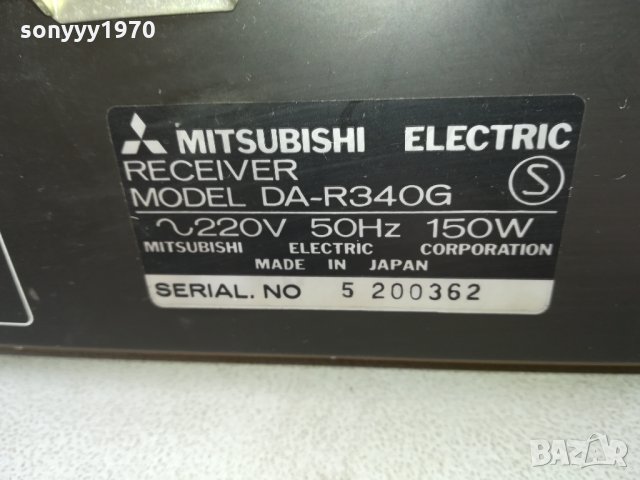 sonyyy1970
MITSUBISHI ELECTRIC
RECEIVER
MODEL DA-R340G S
~220V 50Hz 150W
MITSUBISHI ELECTRIC CORPORATION
MADE IN JAPAN
SERIAL. NO 5 200362
BAZAR